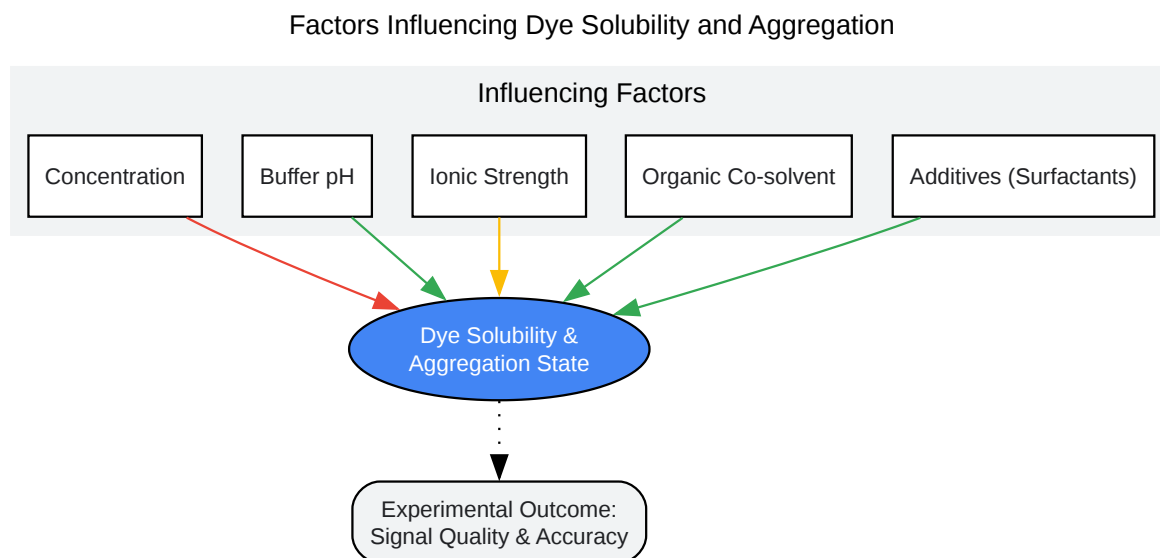 Factors Influencing Dye Solubility and Aggregation
Influencing Factors
Concentration
Buffer pH
Ionic Strength
Organic Co-solvent
Additives (Surfactants)
Dye Solubility &
Aggregation State
Experimental Outcome:
Signal Quality & Accuracy